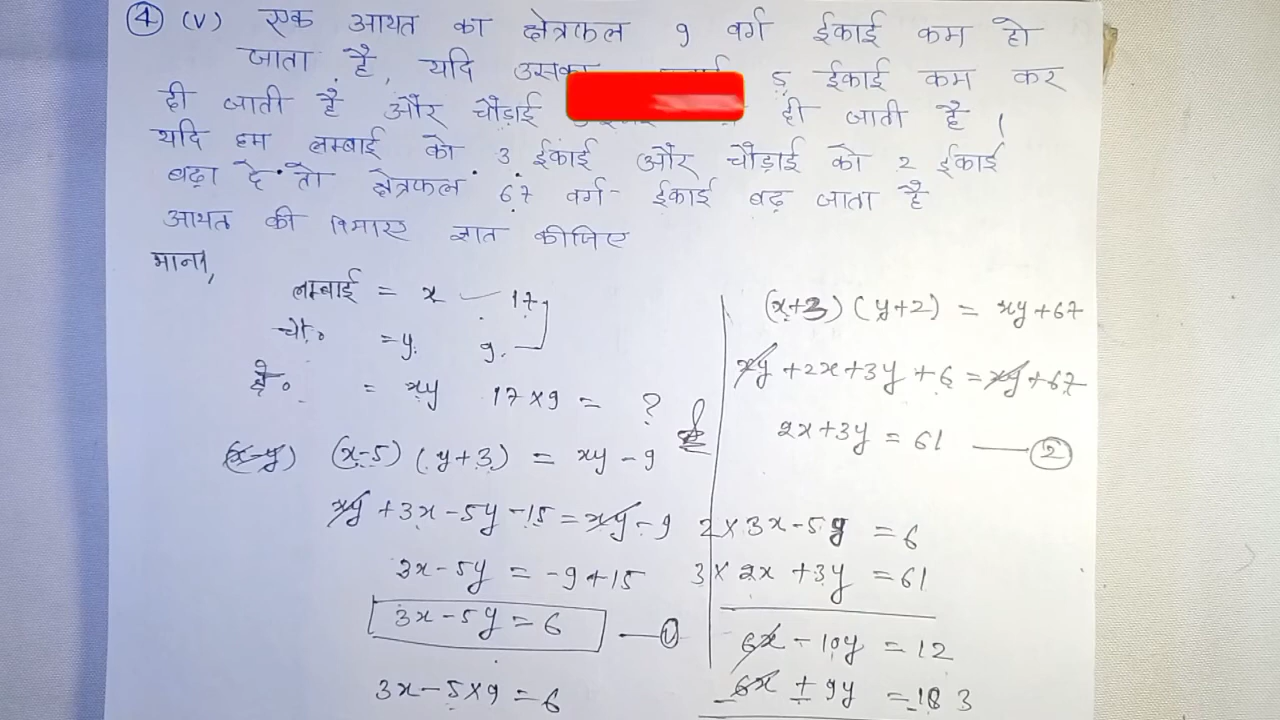 ④ (v) एक आयत का क्षेत्रफल 9 वर्ग ईकाई कम हो
जाता है, यदि उसका 5 ईकाई कम कर
दी जाती है और चौड़ाई दी जाती है ।
यदि हम लम्बाई को 3 ईकाई और चौड़ाई को 2 ईकाई
बढ़ा दे तो क्षेत्रफल 67 वर्ग ईकाई बढ़ जाता है
आयत की विमाए ज्ञात कीजिए
माना,
लम्बाई = x — 17
चौ० = y 9
क्षे० = xy 17×9 = ?
(x-5) (y+3) = xy - 9
xy + 3x - 5y - 15 = xy - 9
3x - 5y = -9 + 15
3x - 5y = 6 — ①
3x - 5×9 = 6
(x+3) (y+2) = xy + 67
xy + 2x + 3y + 6 = xy + 67
2x + 3y = 61 — ②
2 × 3x - 5y = 6
3 × 2x + 3y = 61
6x - 10y = 12
6x + 9y = 183